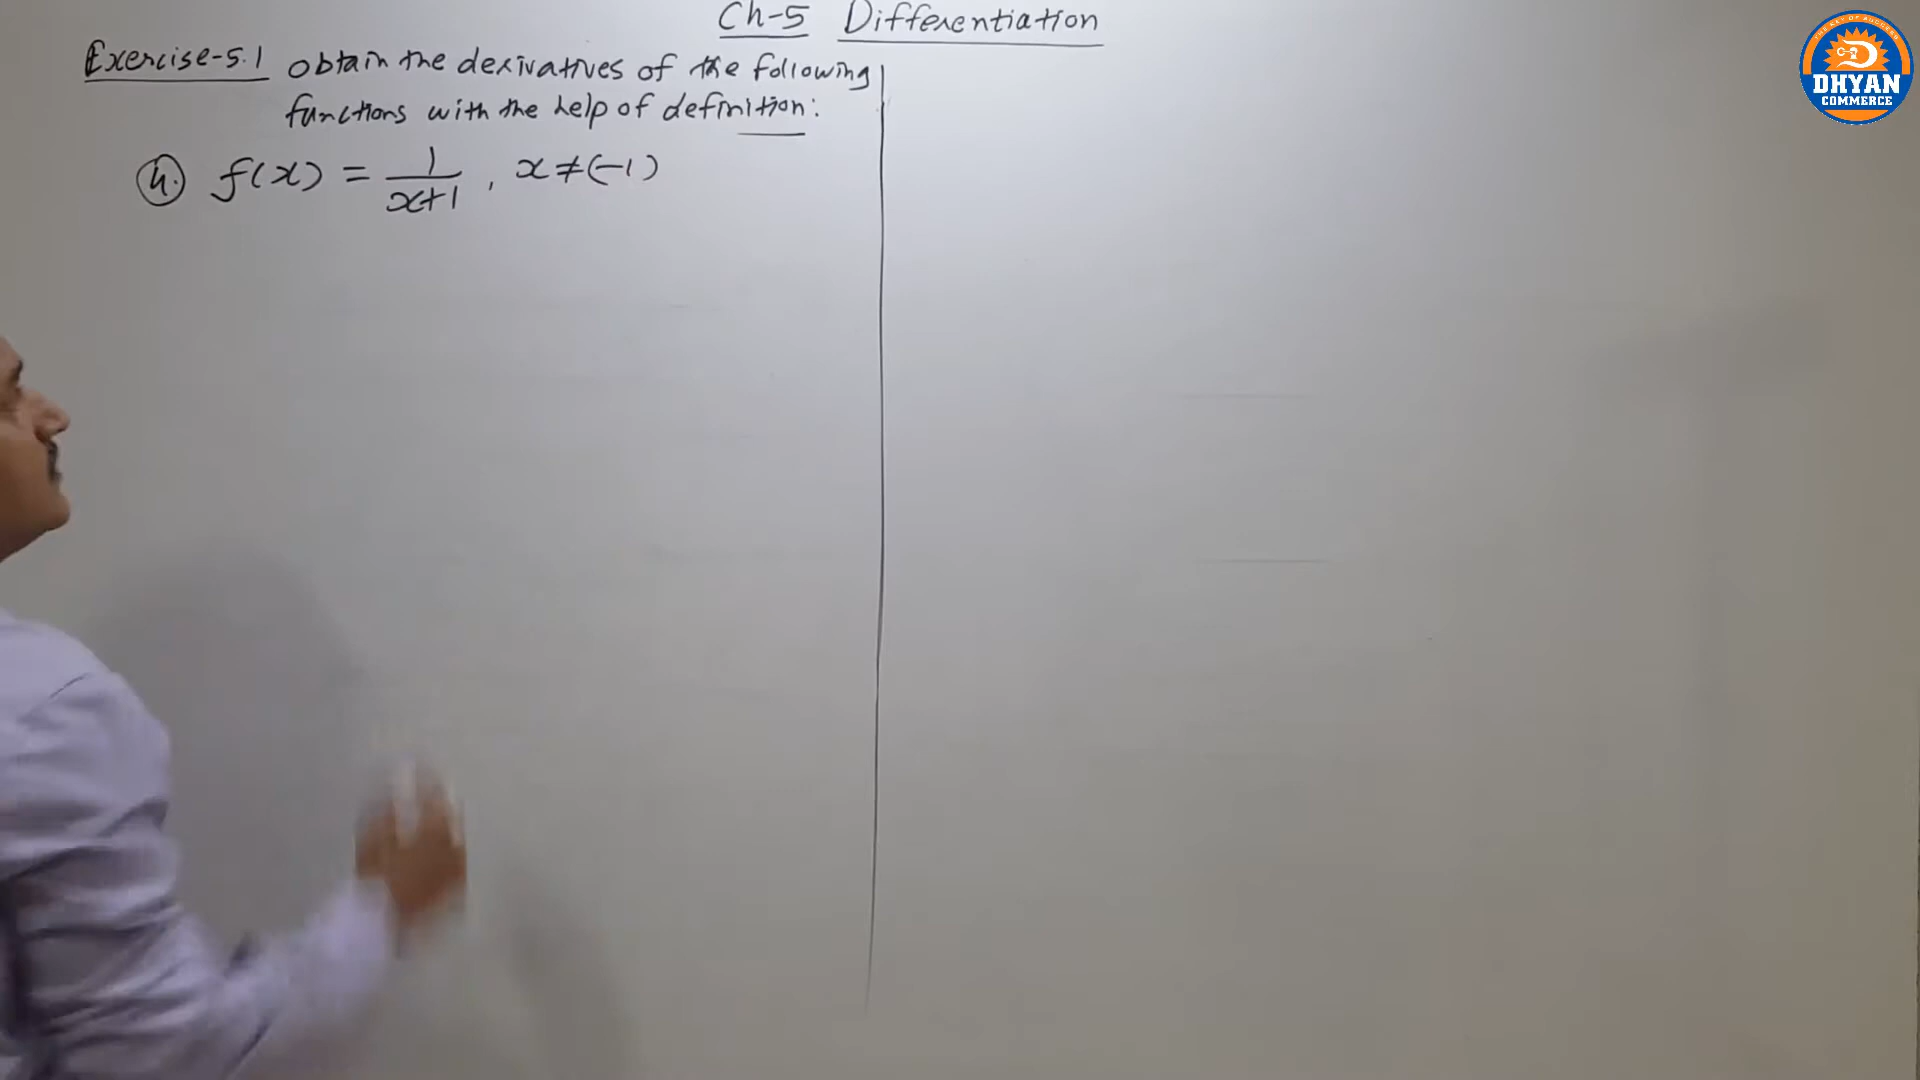 Ch-5 Differentiation
Exercise-5.1 obtain the derivatives of the following
functions with the help of definition:
4. f(x) = 1/x+1 , x ≠ (-1)
DHYAN
COMMERCE